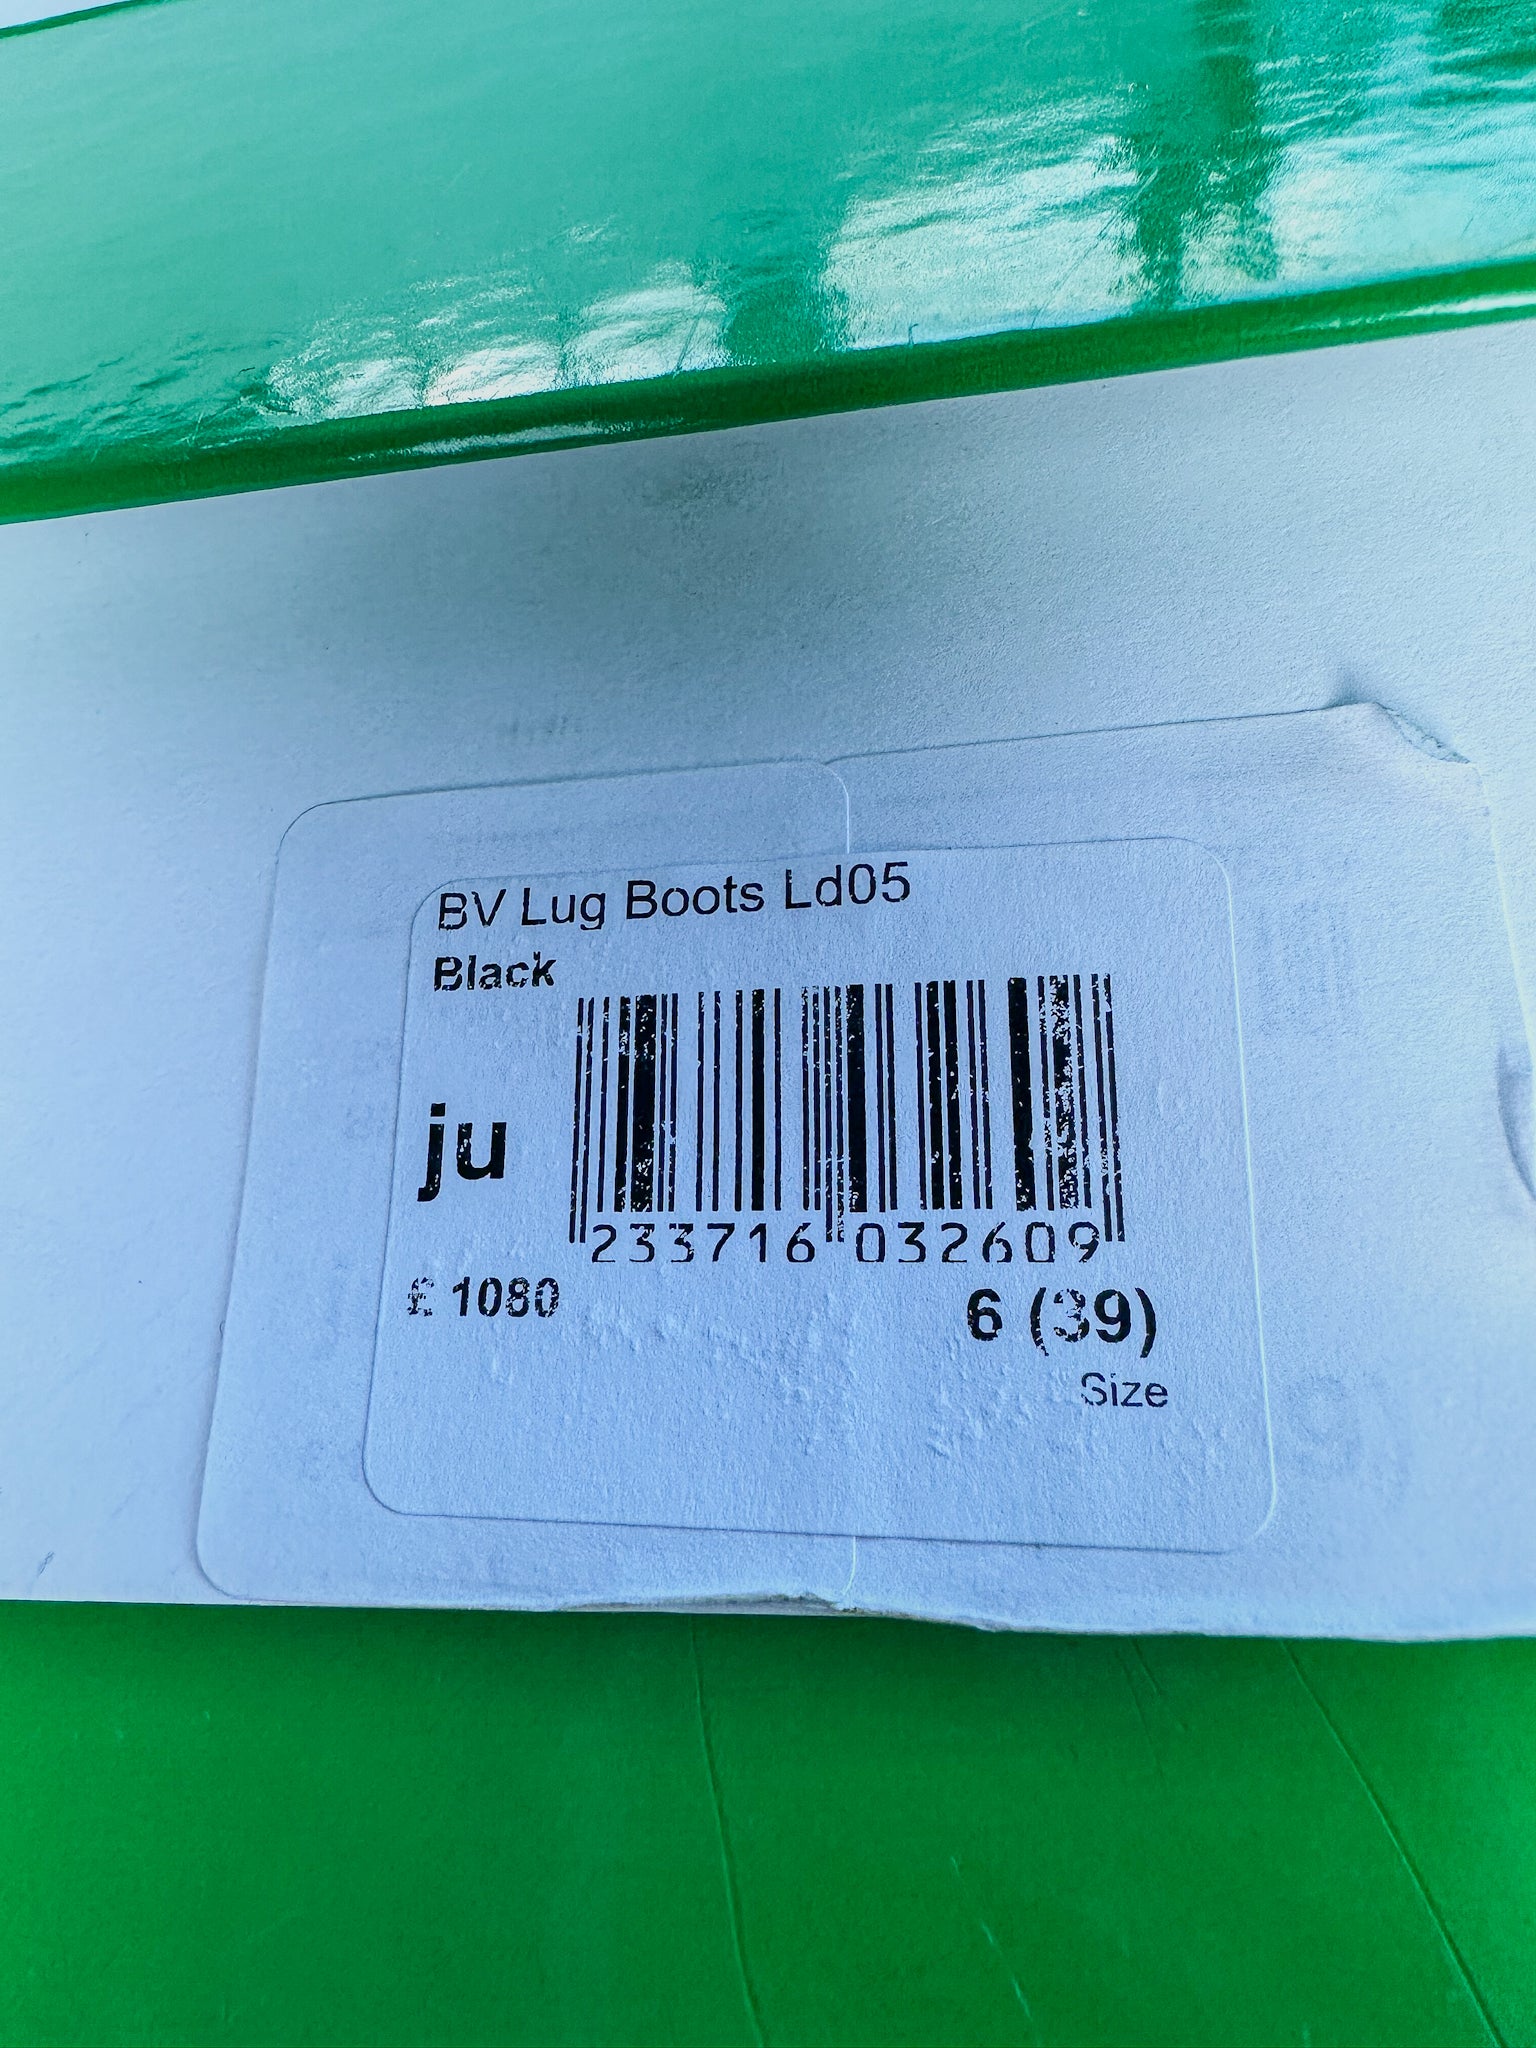 BV Lug Boots Ld05
Black
ju
233716 032609
£ 1080
6 (39)
Size